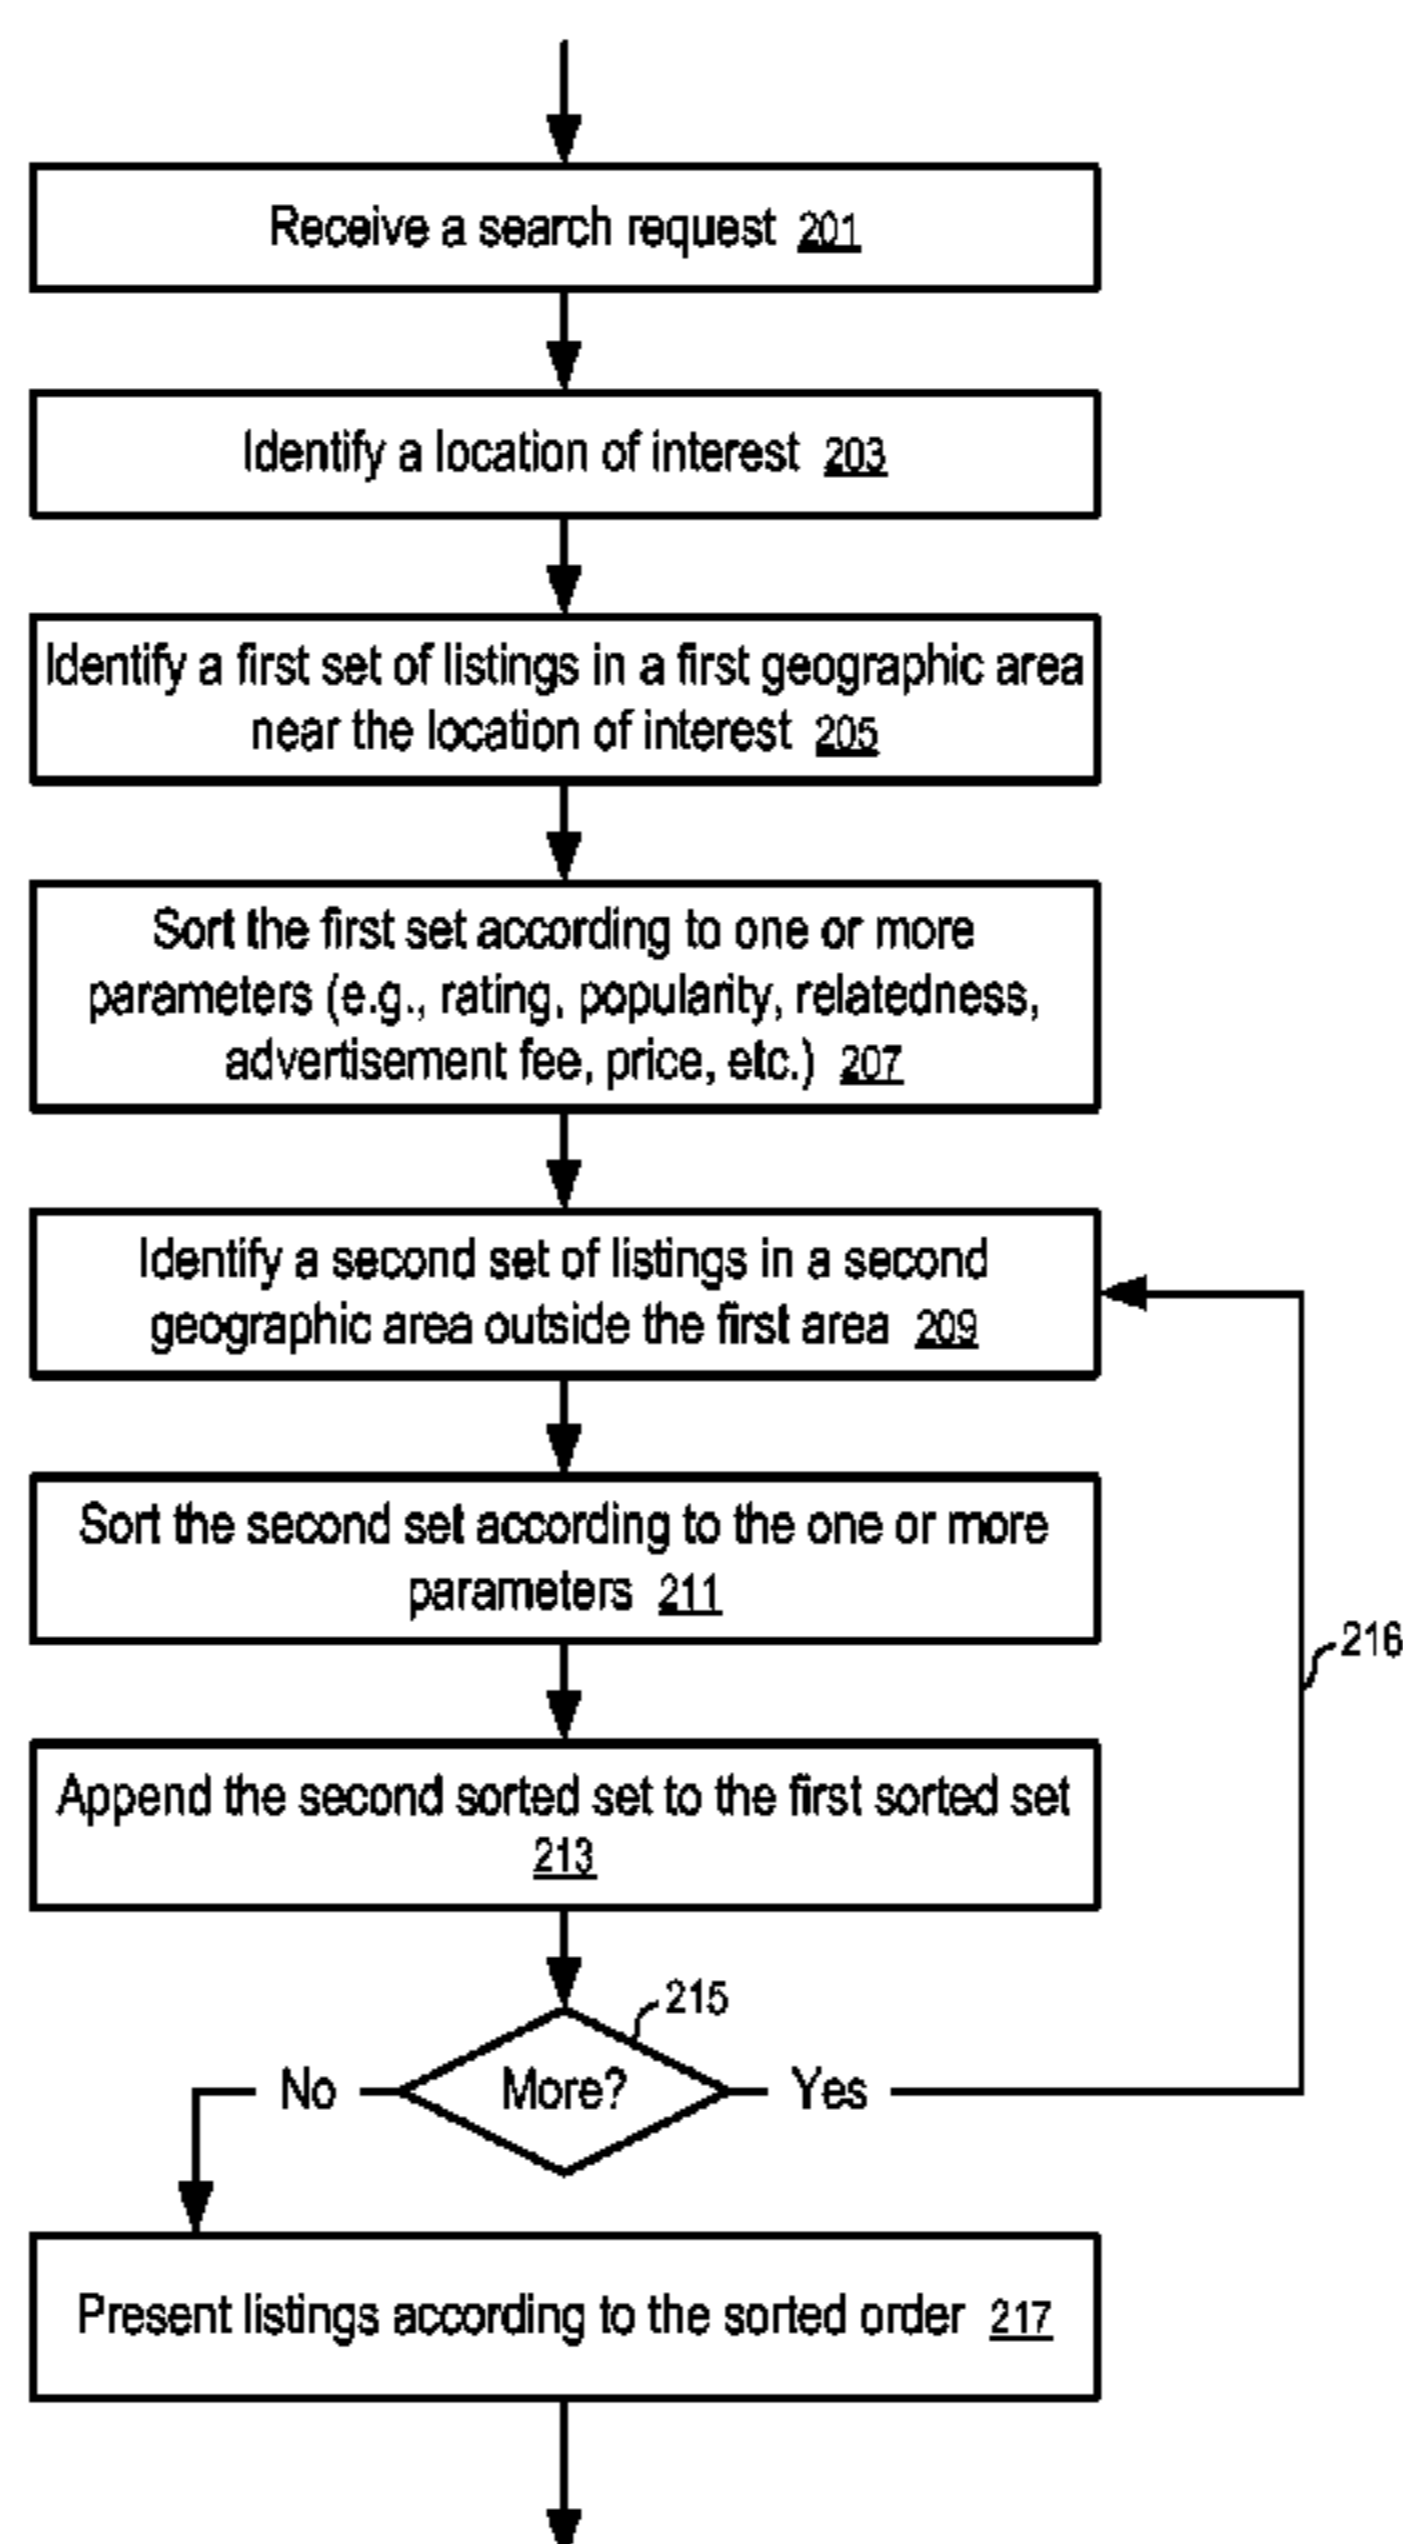 Receive a search request 201
Identify a location of interest 203
Identify a first set of listings in a first geographic area
near the location of interest 205
Sort the first set according to one or more
parameters (e.g., rating, popularity, relatedness,
advertisement fee, price, etc.) 207
Identify a second set of listings in a second
geographic area outside the first area 209
Sort the second set according to the one or more
parameters 211
216
Append the second sorted set to the first sorted set
213
215
No More? Yes
Present listings according to the sorted order 217